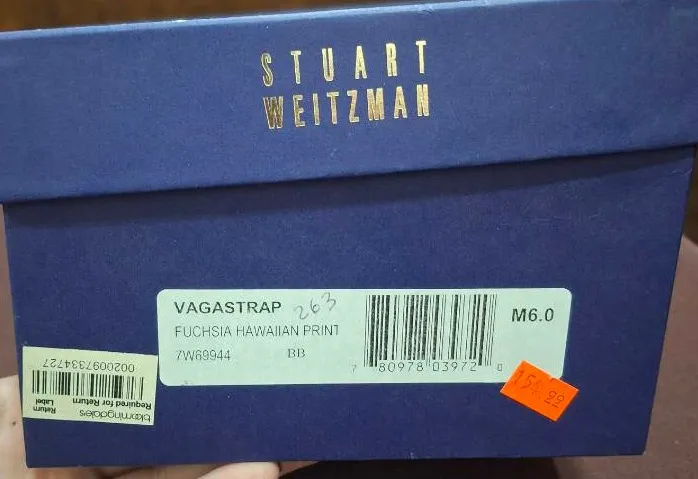 STUART
WEITZMAN
VAGASTRAP
263
FUCHSIA HAWAIIAN PRINT
7W69944 BB
7 80978 03972 0
M6.0
bloomingdales
Return Label
Required for Return
0020097334727